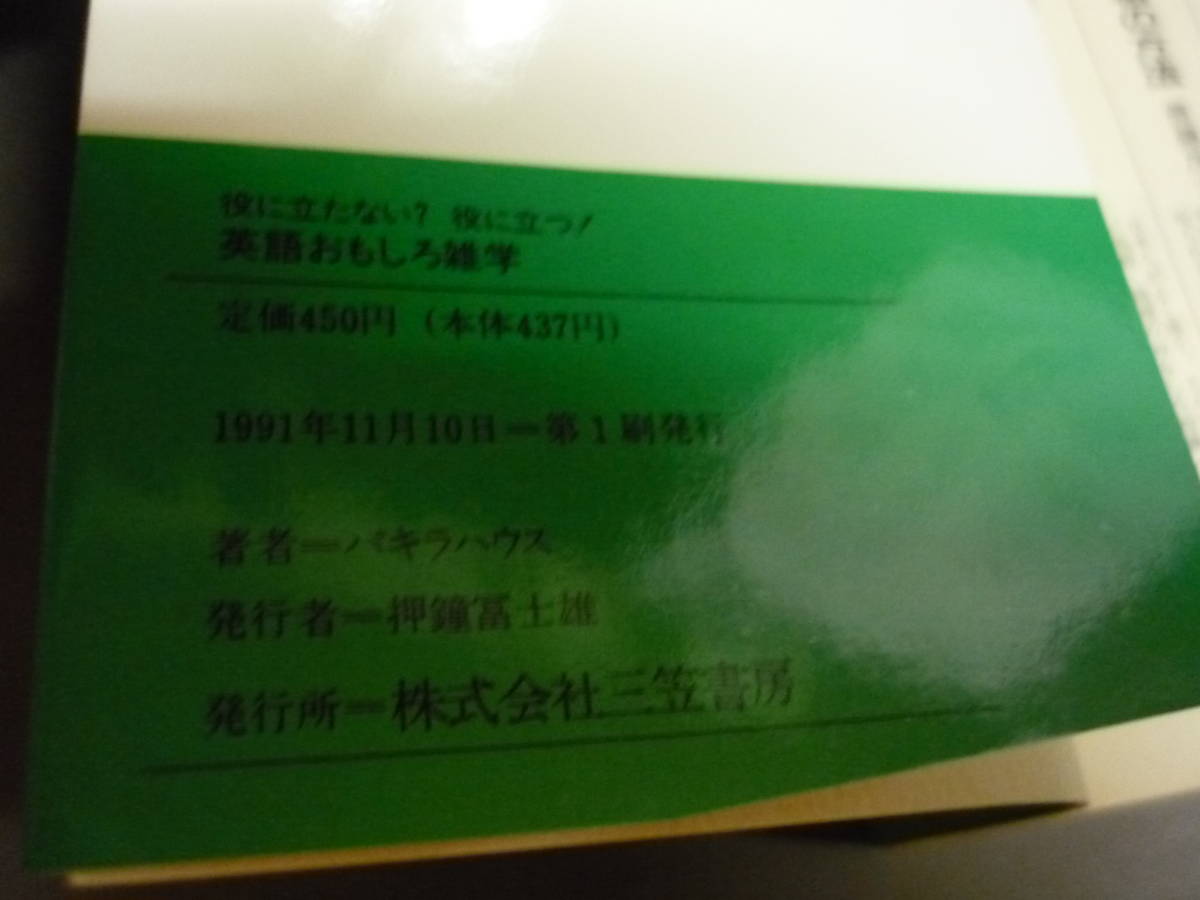 役に立たない? 役に立つ!
英語おもしろ雑学
定価450円(本体437円)
1991年11月10日=第1刷発行
著者=パキラハウス
発行者=押鐘冨士雄
発行所=株式会社三笠書房